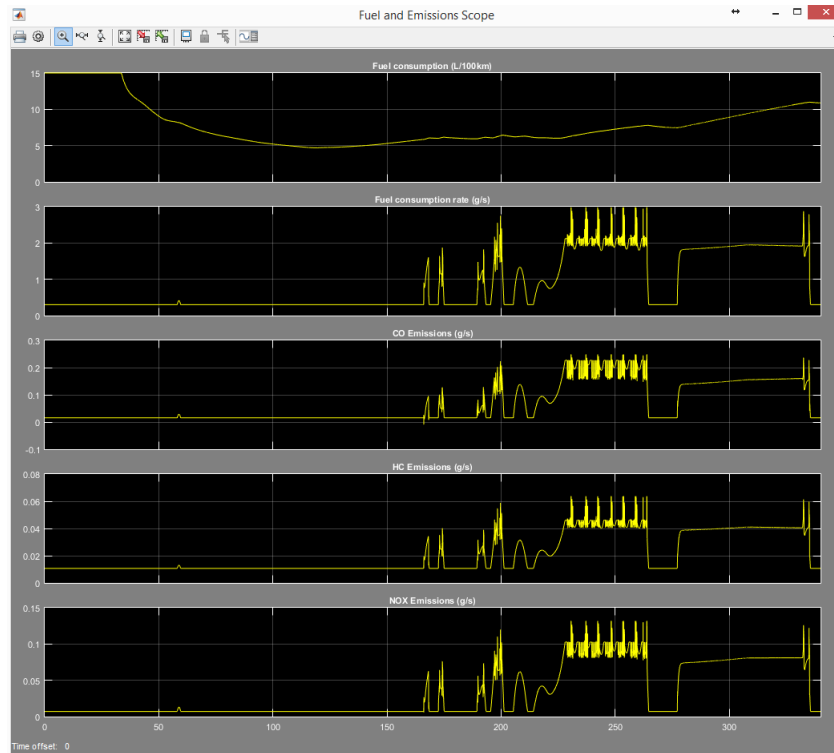 Fuel and Emissions Scope
Fuel consumption (L/100km)
15
10
5
0
Fuel consumption rate (g/s)
3
2
1
0
CO Emissions (g/s)
0.3
0.2
0.1
0
-0.1
HC Emissions (g/s)
0.08
0.06
0.04
0.02
0
NOX Emissions (g/s)
0.15
0.1
0.05
0
0 50 100 150 200 250 300
Time offset: 0